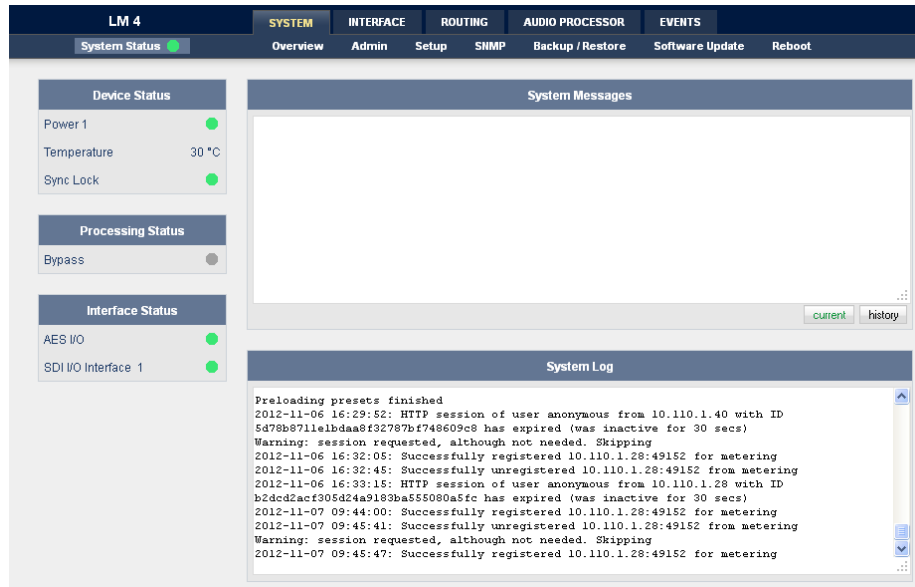 LM 4
SYSTEM INTERFACE ROUTING AUDIO PROCESSOR EVENTS
System Status
Overview Admin Setup SNMP Backup / Restore Software Update Reboot
Device Status
Power 1
Temperature 30 °C
Sync Lock
Processing Status
Bypass
Interface Status
AES I/O
SDI I/O Interface 1
System Messages
current history
System Log
Preloading presets finished
2012-11-06 16:29:52: HTTP session of user anonymous from 10.110.1.40 with ID
5d78b8711e1bdaa8f32787bf748609c8 has expired (was inactive for 30 secs)
Warning: session requested, although not needed. Skipping
2012-11-06 16:32:05: Successfully registered 10.110.1.28:49152 for metering
2012-11-06 16:32:45: Successfully unregistered 10.110.1.28:49152 from metering
2012-11-06 16:33:15: HTTP session of user anonymous from 10.110.1.28 with ID
b2dcd2acf305d24a9183ba555080a5fc has expired (was inactive for 30 secs)
2012-11-07 09:44:00: Successfully registered 10.110.1.28:49152 for metering
2012-11-07 09:45:41: Successfully unregistered 10.110.1.28:49152 from metering
Warning: session requested, although not needed. Skipping
2012-11-07 09:45:47: Successfully registered 10.110.1.28:49152 for metering